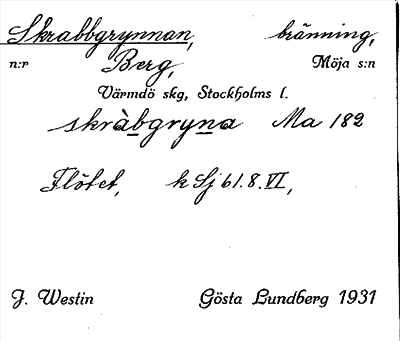 Skrabbgrynnan, bränning,
n:r Berg, Möja s:n
Värmdö skg, Stockholms l.
skràbgryna Ma 182
Flötet, k Sj 61.8.VI,
J. Westin Gösta Lundberg 1931